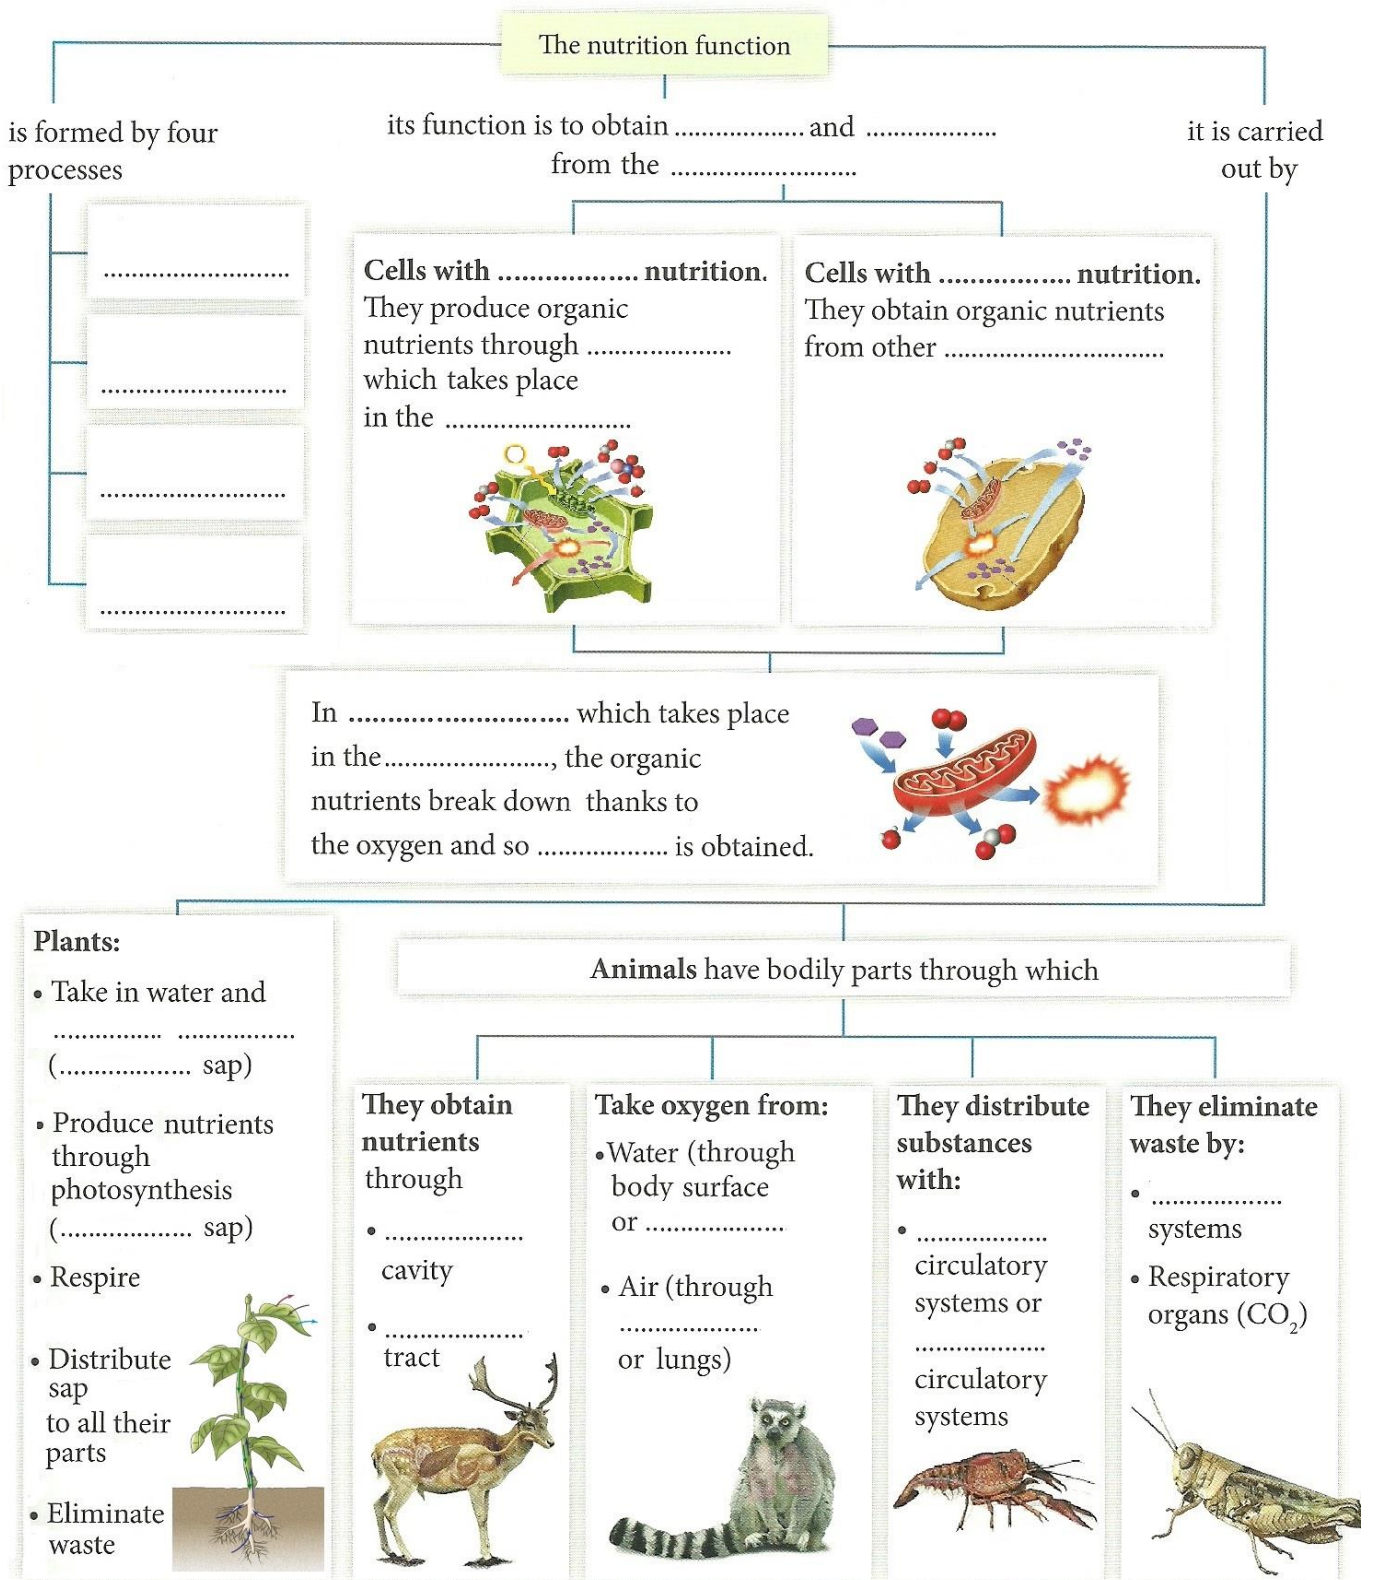 The nutrition function
is formed by four
processes
its function is to obtain .................... and ....................
from the ............................
it is carried
out by
............................
............................
............................
............................
Cells with .................. nutrition.
They produce organic
nutrients through .....................
which takes place
in the ............................
Cells with ................. nutrition.
They obtain organic nutrients
from other ................................
In ............................ which takes place
in the........................, the organic
nutrients break down thanks to
the oxygen and so .................. is obtained.
Plants:
• Take in water and
................ .................
(................... sap)
• Produce nutrients
through
photosynthesis
(................... sap)
• Respire
• Distribute
sap
to all their
parts
• Eliminate
waste
Animals have bodily parts through which
They obtain
nutrients
through
• ....................
cavity
• ....................
tract
Take oxygen from:
• Water (through
body surface
or ....................
• Air (through
....................
or lungs)
They distribute
substances
with:
• ...................
circulatory
systems or
...................
circulatory
systems
They eliminate
waste by:
• ...................
systems
• Respiratory
organs (CO₂)